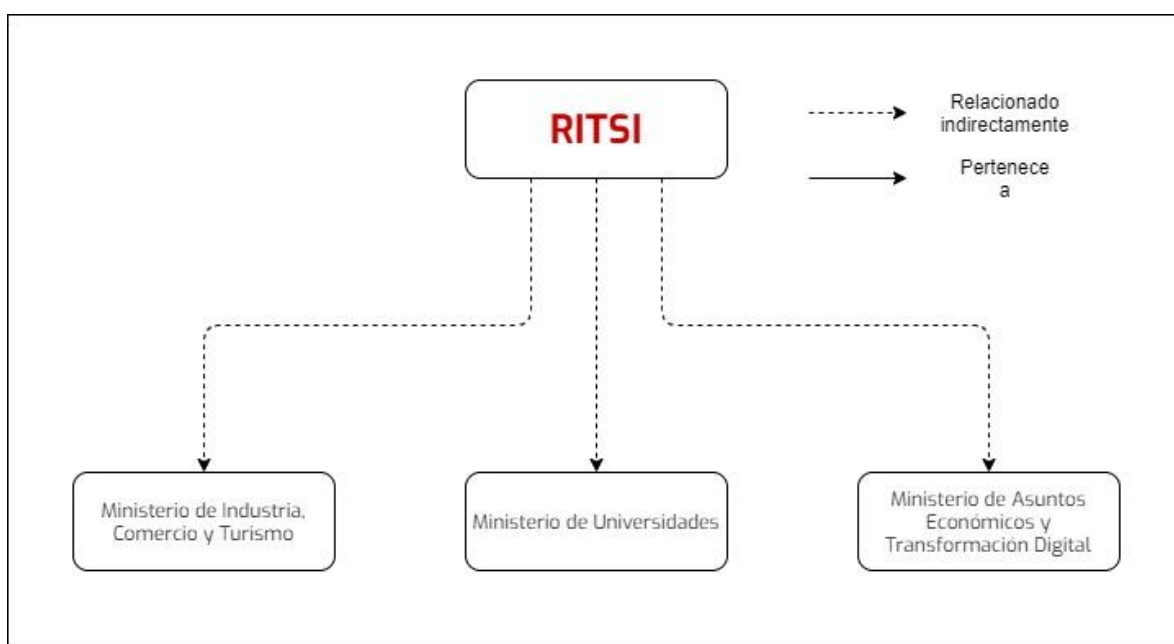 RITSI
Relacionado
indirectamente
Pertenece
a
Ministerio de Industria,
Comercio y Turismo
Ministerio de Universidades
Ministerio de Asuntos
Económicos y
Transformación Digital